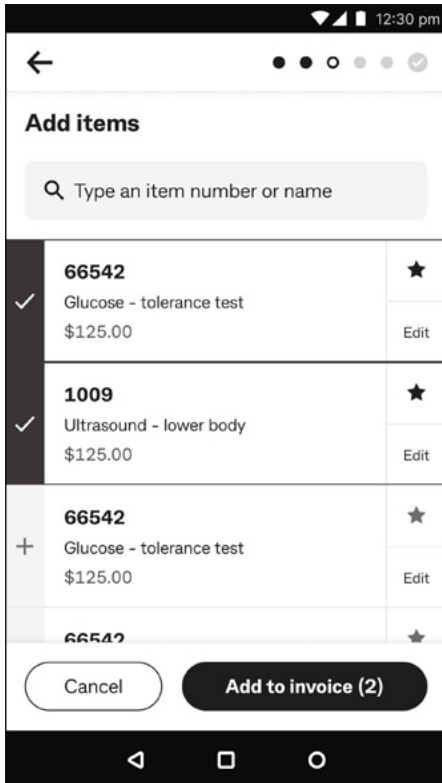 12:30 pm
Add items
Type an item number or name
66542
Glucose - tolerance test
$125.00
Edit
1009
Ultrasound - lower body
$125.00
Edit
66542
Glucose - tolerance test
$125.00
Edit
66542
Cancel
Add to invoice (2)